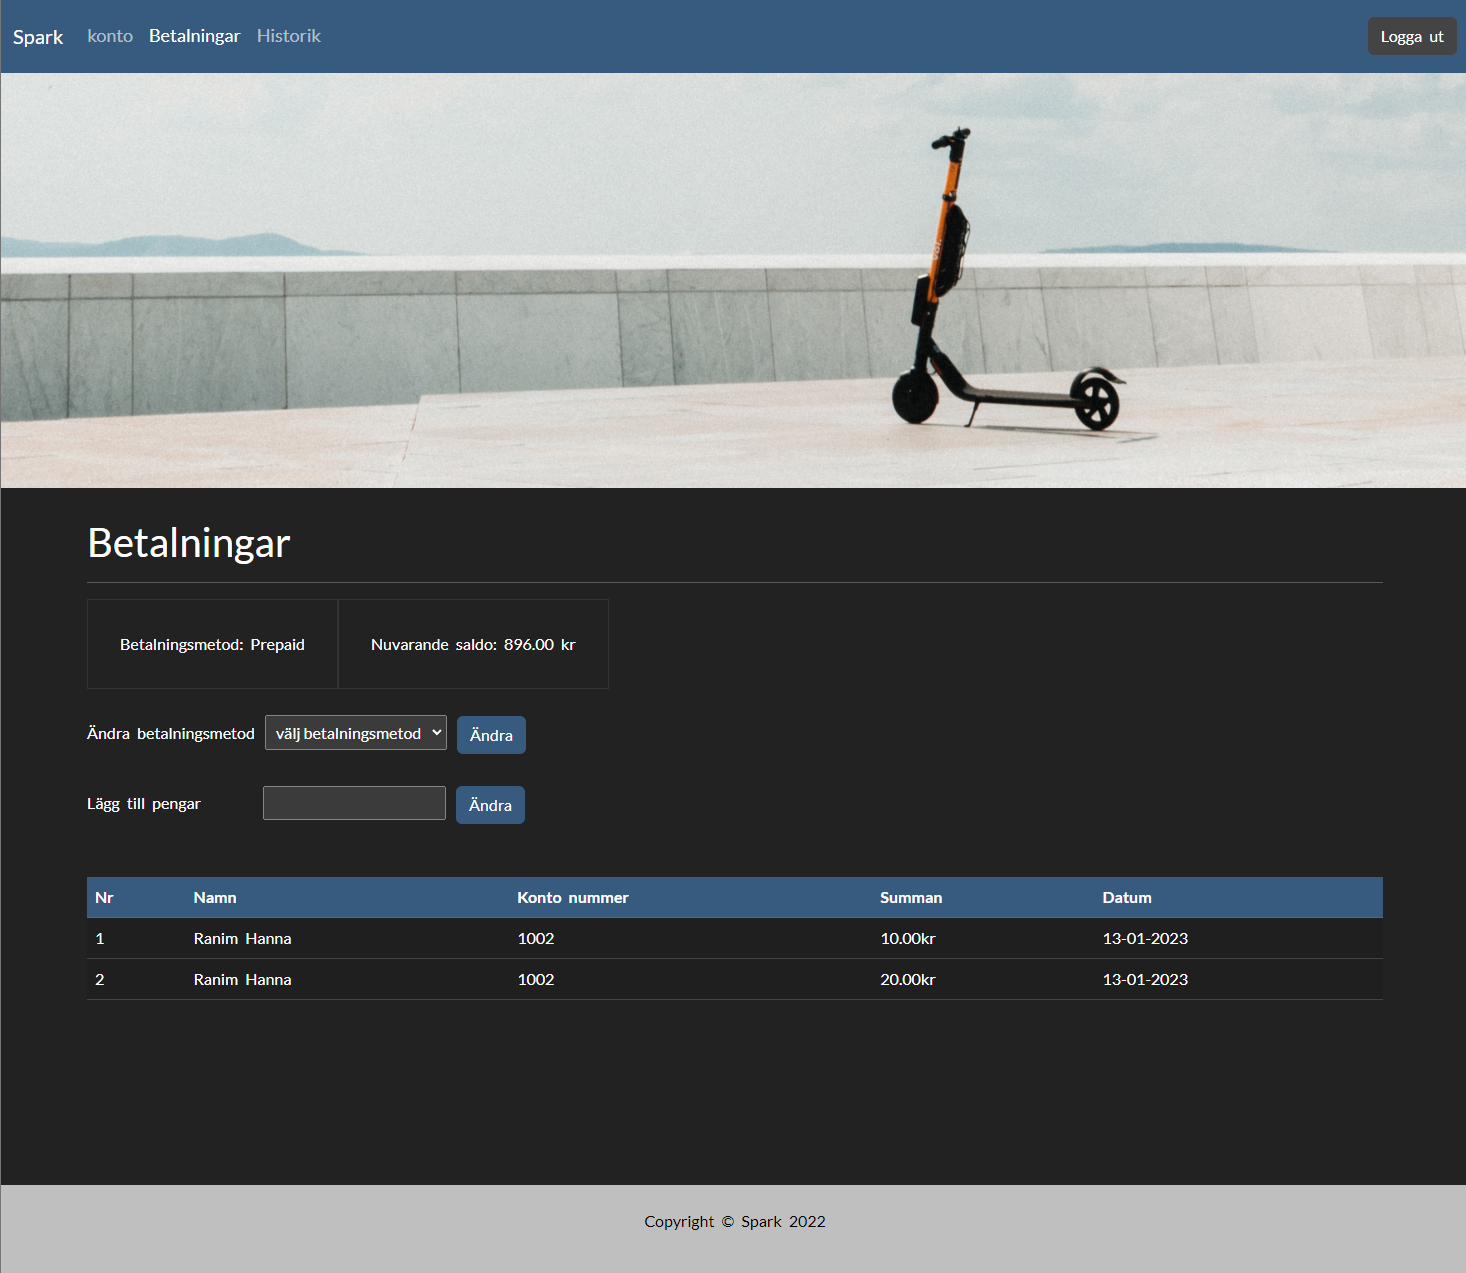 Spark konto Betalningar Historik Logga ut
Betalningar
Betalningsmetod: Prepaid Nuvarande saldo: 896.00 kr
Ändra betalningsmetod välj betalningsmetod Ändra
Lägg till pengar Ändra
Nr Namn Konto nummer Summan Datum
1 Ranim Hanna 1002 10.00kr 13-01-2023
2 Ranim Hanna 1002 20.00kr 13-01-2023
Copyright © Spark 2022